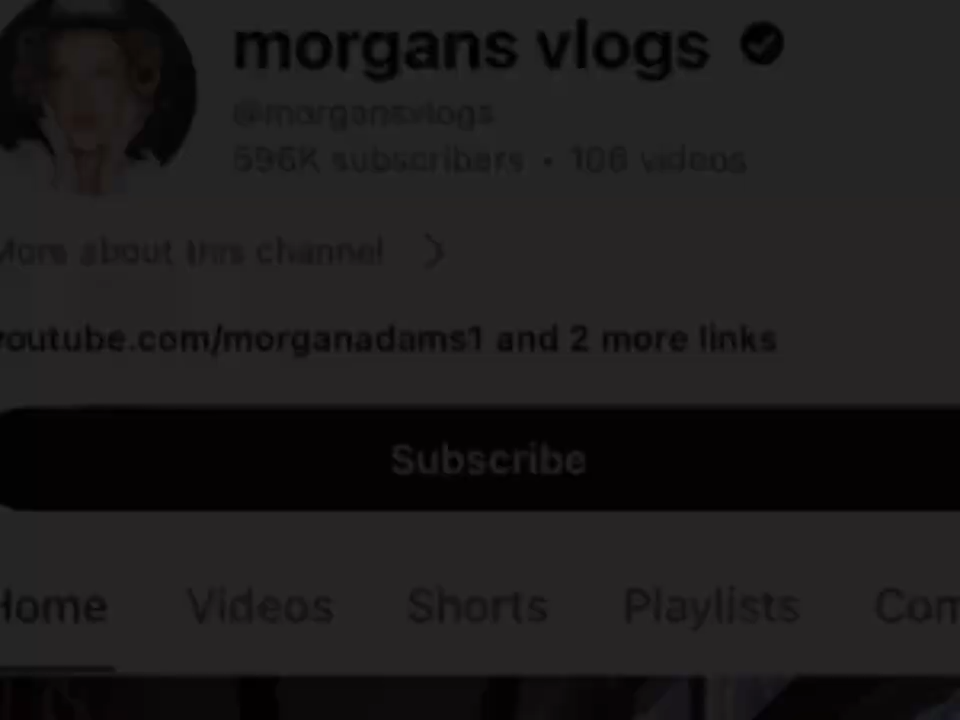 morgans vlogs
@morgansvlogs
596K subscribers • 108 videos
More about this channel
youtube.com/morganadams1 and 2 more links
Subscribe
Home Videos Shorts Playlists